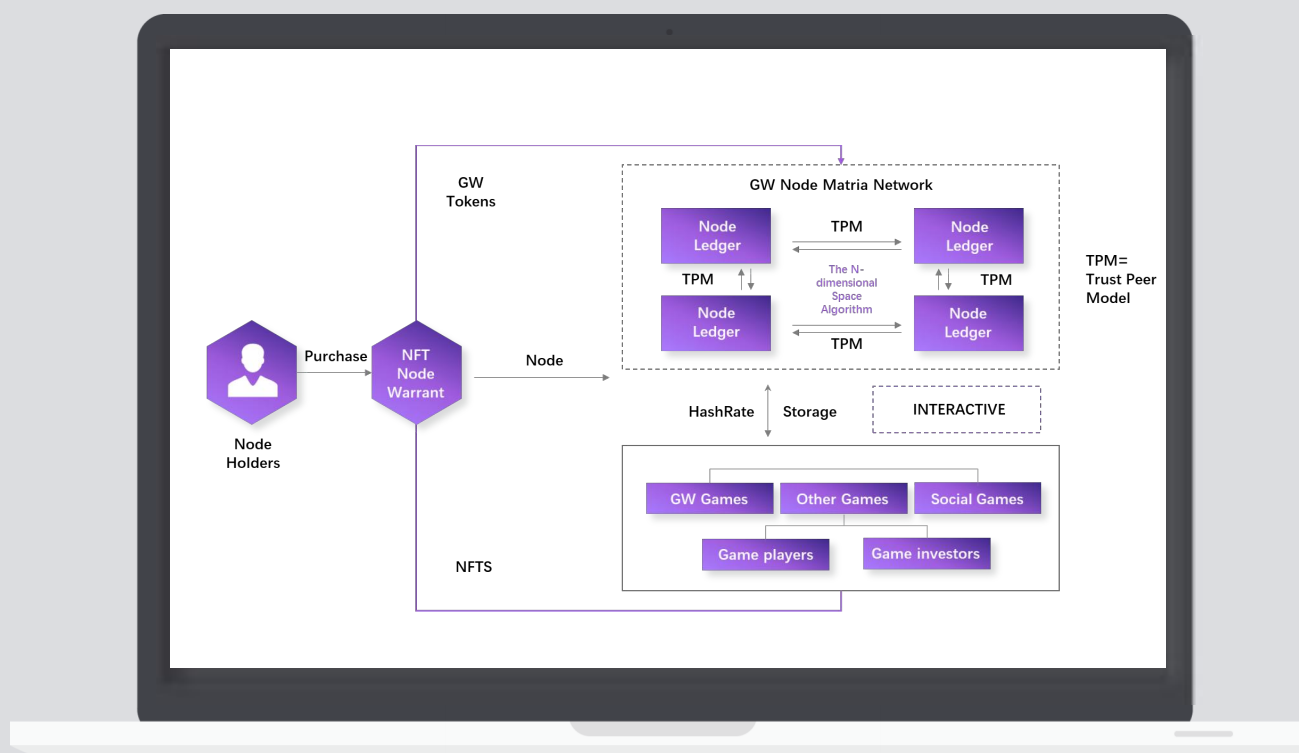 GW
Tokens
GW Node Matria Network
Node
Ledger
TPM
Node
Ledger
TPM
The N-
dimensional
Space
Algorithm
TPM
TPM=
Trust Peer
Model
Node
Ledger
TPM
Node
Ledger
Purchase
NFT
Node
Warrant
Node
Node
Holders
HashRate
Storage
INTERACTIVE
GW Games
Other Games
Social Games
Game players
Game investors
NFTS